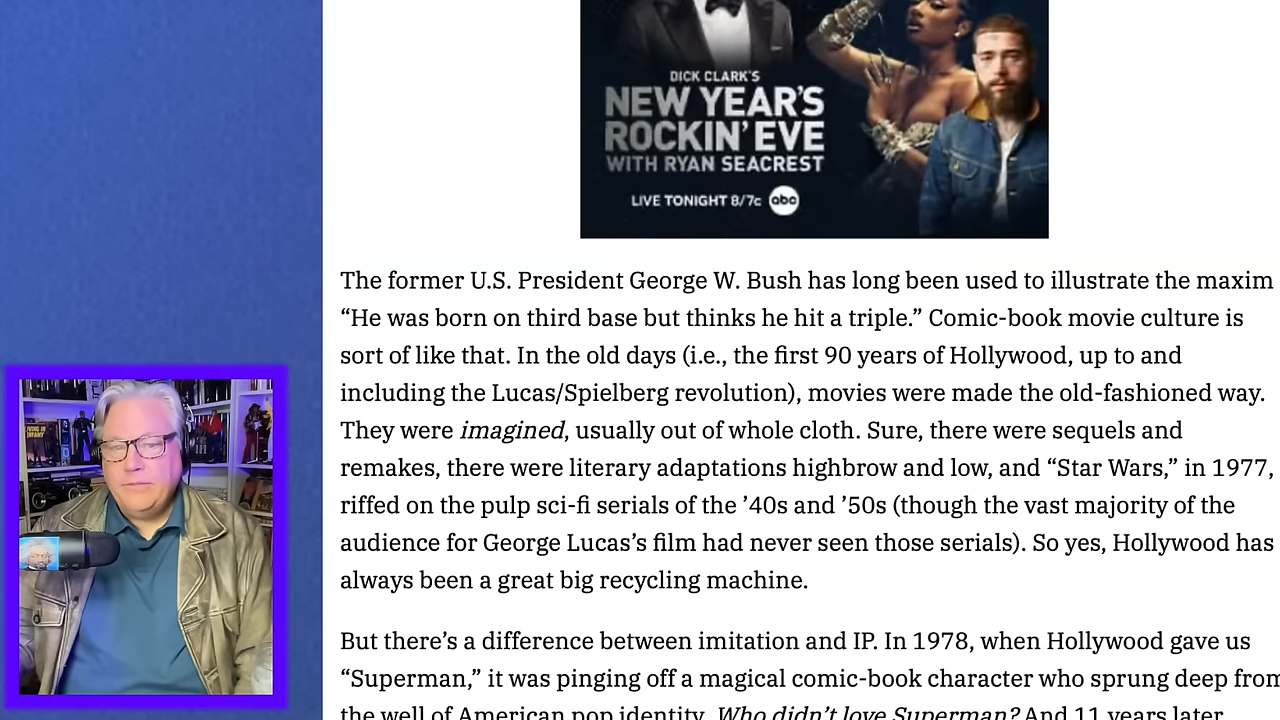 DICK CLARK'S
NEW YEAR'S
ROCKIN' EVE
WITH RYAN SEACREST
LIVE TONIGHT 8/7c abc
The former U.S. President George W. Bush has long been used to illustrate the maxim
“He was born on third base but thinks he hit a triple.” Comic-book movie culture is
sort of like that. In the old days (i.e., the first 90 years of Hollywood, up to and
including the Lucas/Spielberg revolution), movies were made the old-fashioned way.
They were imagined, usually out of whole cloth. Sure, there were sequels and
remakes, there were literary adaptations highbrow and low, and “Star Wars,” in 1977,
riffed on the pulp sci-fi serials of the ’40s and ’50s (though the vast majority of the
audience for George Lucas’s film had never seen those serials). So yes, Hollywood has
always been a great big recycling machine.
But there’s a difference between imitation and IP. In 1978, when Hollywood gave us
“Superman,” it was pinging off a magical comic-book character who sprung deep from
the well of American pop identity. Who didn’t love Superman? And 11 years later,